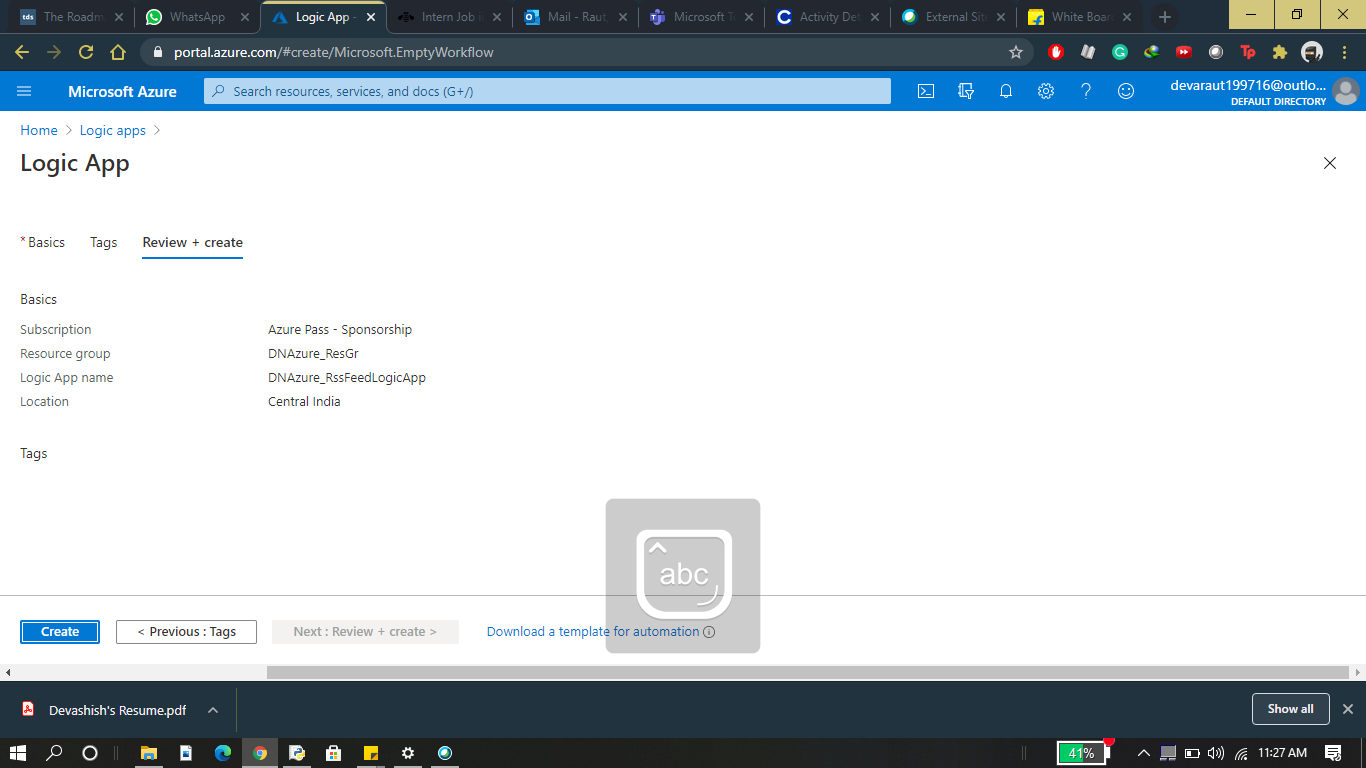 tds The Roadm
WhatsApp
Logic App -
Intern Job i
Mail - Raut,
Microsoft T
Activity Det
External Sit
White Boar
portal.azure.com/#create/Microsoft.EmptyWorkflow
Microsoft Azure
Search resources, services, and docs (G+/)
devaraut199716@outlo...
DEFAULT DIRECTORY
Home > Logic apps >
Logic App
* Basics Tags Review + create
Basics
Subscription Azure Pass - Sponsorship
Resource group DNAzure_ResGr
Logic App name DNAzure_RssFeedLogicApp
Location Central India
Tags
abc
Create < Previous : Tags Next : Review + create > Download a template for automation
Devashish's Resume.pdf
Show all
41%
11:27 AM